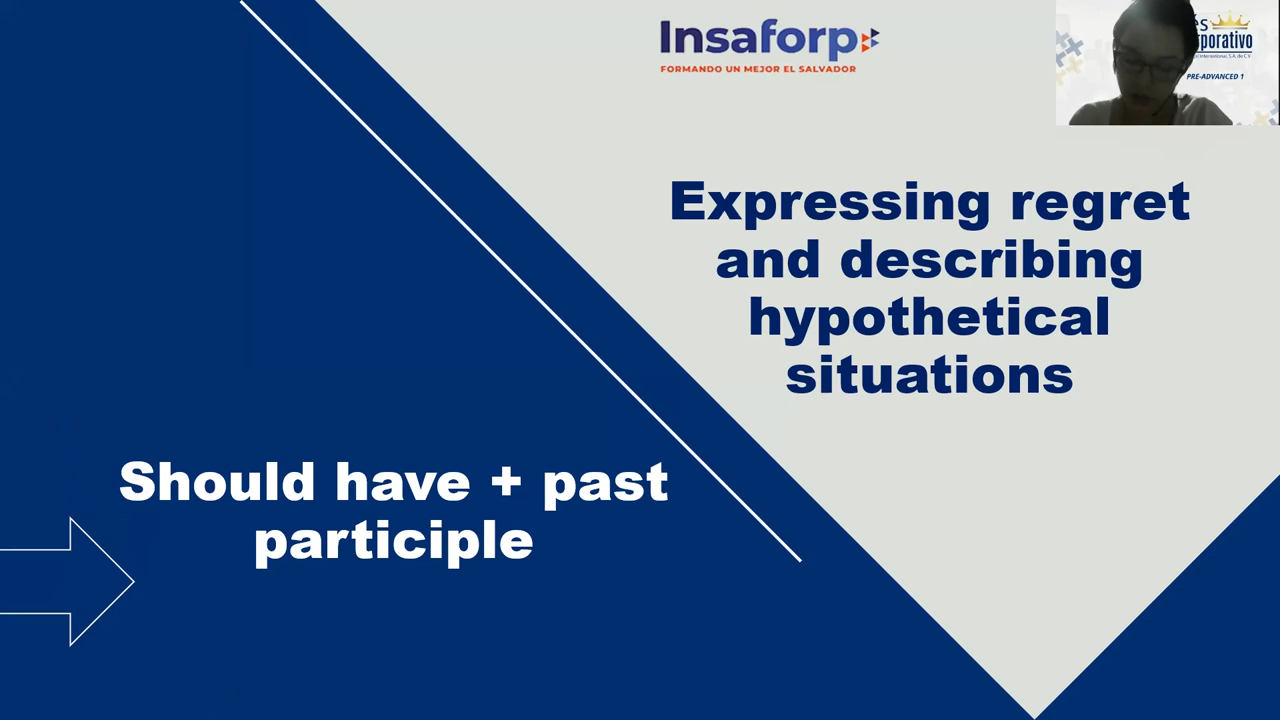 Insaforp
FORMANDO UN MEJOR EL SALVADOR
PRE-ADVANCED 1
Expressing regret
and describing
hypothetical
situations
Should have + past
participle